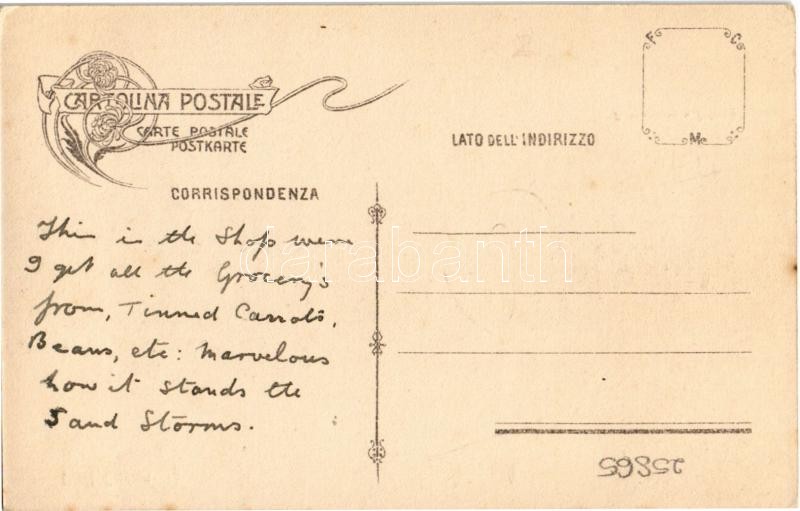 CARTOLINA POSTALE
CARTE POSTALE
POSTKARTE
F C
M
LATO DELL'INDIRIZZO
CORRISPONDENZA
This is the Shop were
I get all the Grocery's
from, Tinned Carrots,
Beans, etc: marvelous
how it stands the
Sand Storms.
darabanth
25865